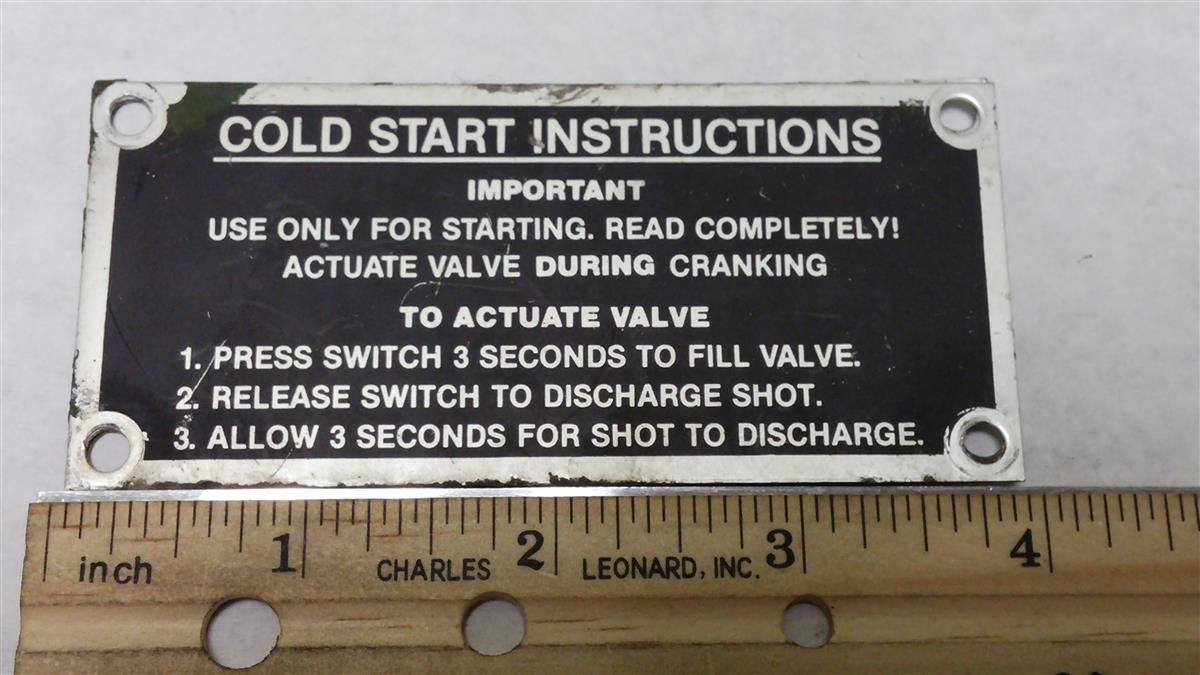 COLD START INSTRUCTIONS
IMPORTANT
USE ONLY FOR STARTING. READ COMPLETELY!
ACTUATE VALVE DURING CRANKING
TO ACTUATE VALVE
1. PRESS SWITCH 3 SECONDS TO FILL VALVE.
2. RELEASE SWITCH TO DISCHARGE SHOT.
3. ALLOW 3 SECONDS FOR SHOT TO DISCHARGE.
1 2 3 4
inch CHARLES LEONARD, INC.